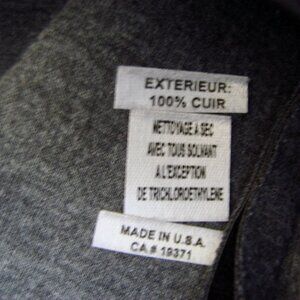 EXTERIEUR:
100% CUIR
NETTOYAGE A SEC
AVEC TOUS SOLVANT
A L'EXCEPTION
DE TRICHLOROETHYLENE
MADE IN U.S.A.
CA # 19371